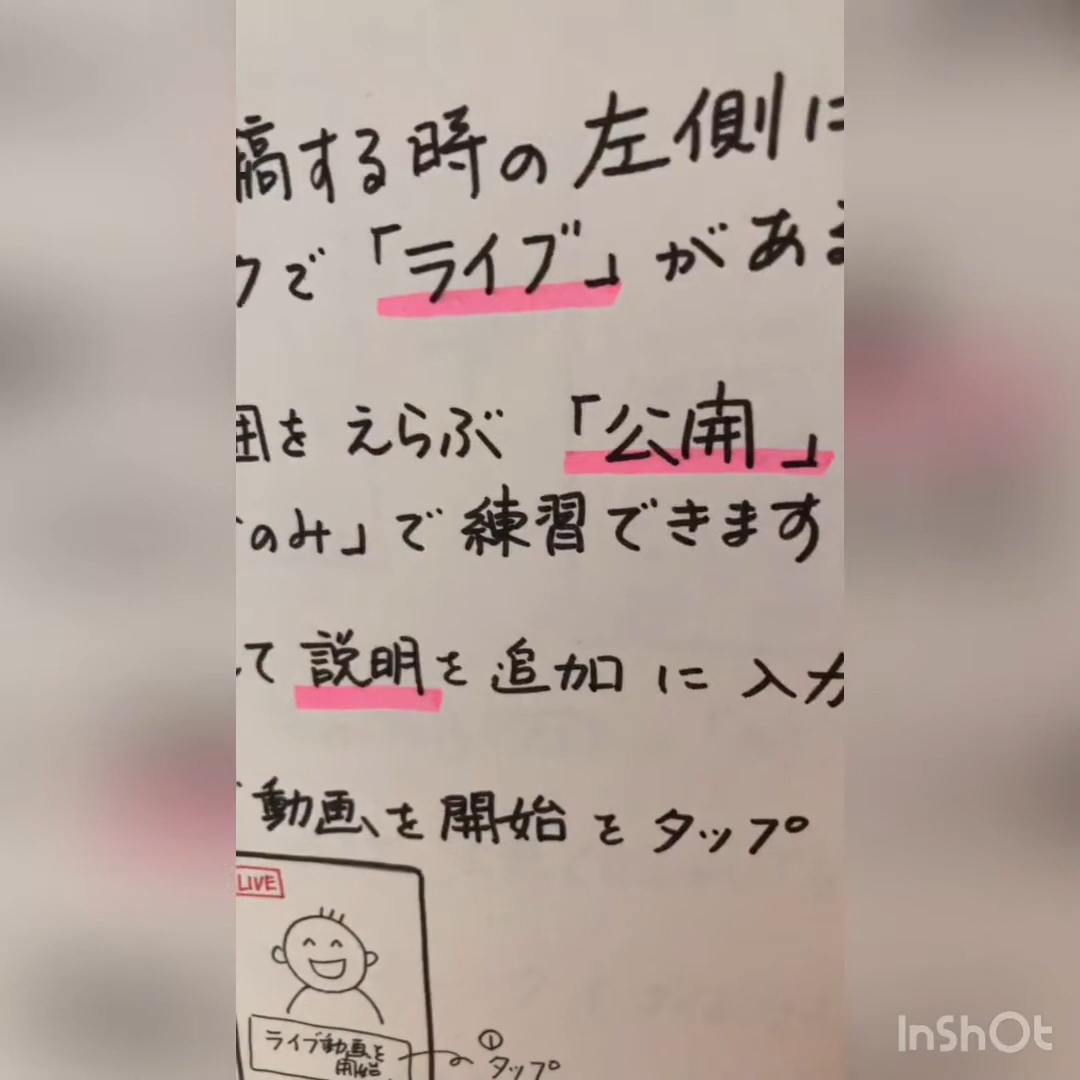 稿する時の左側に
クで「ライブ」がある
囲をえらぶ「公開」
のみ」で練習できます
て説明を追加に入力
動画を開始をタップ
LIVE
ライブ動画を
開始
①
タップ
InShOt